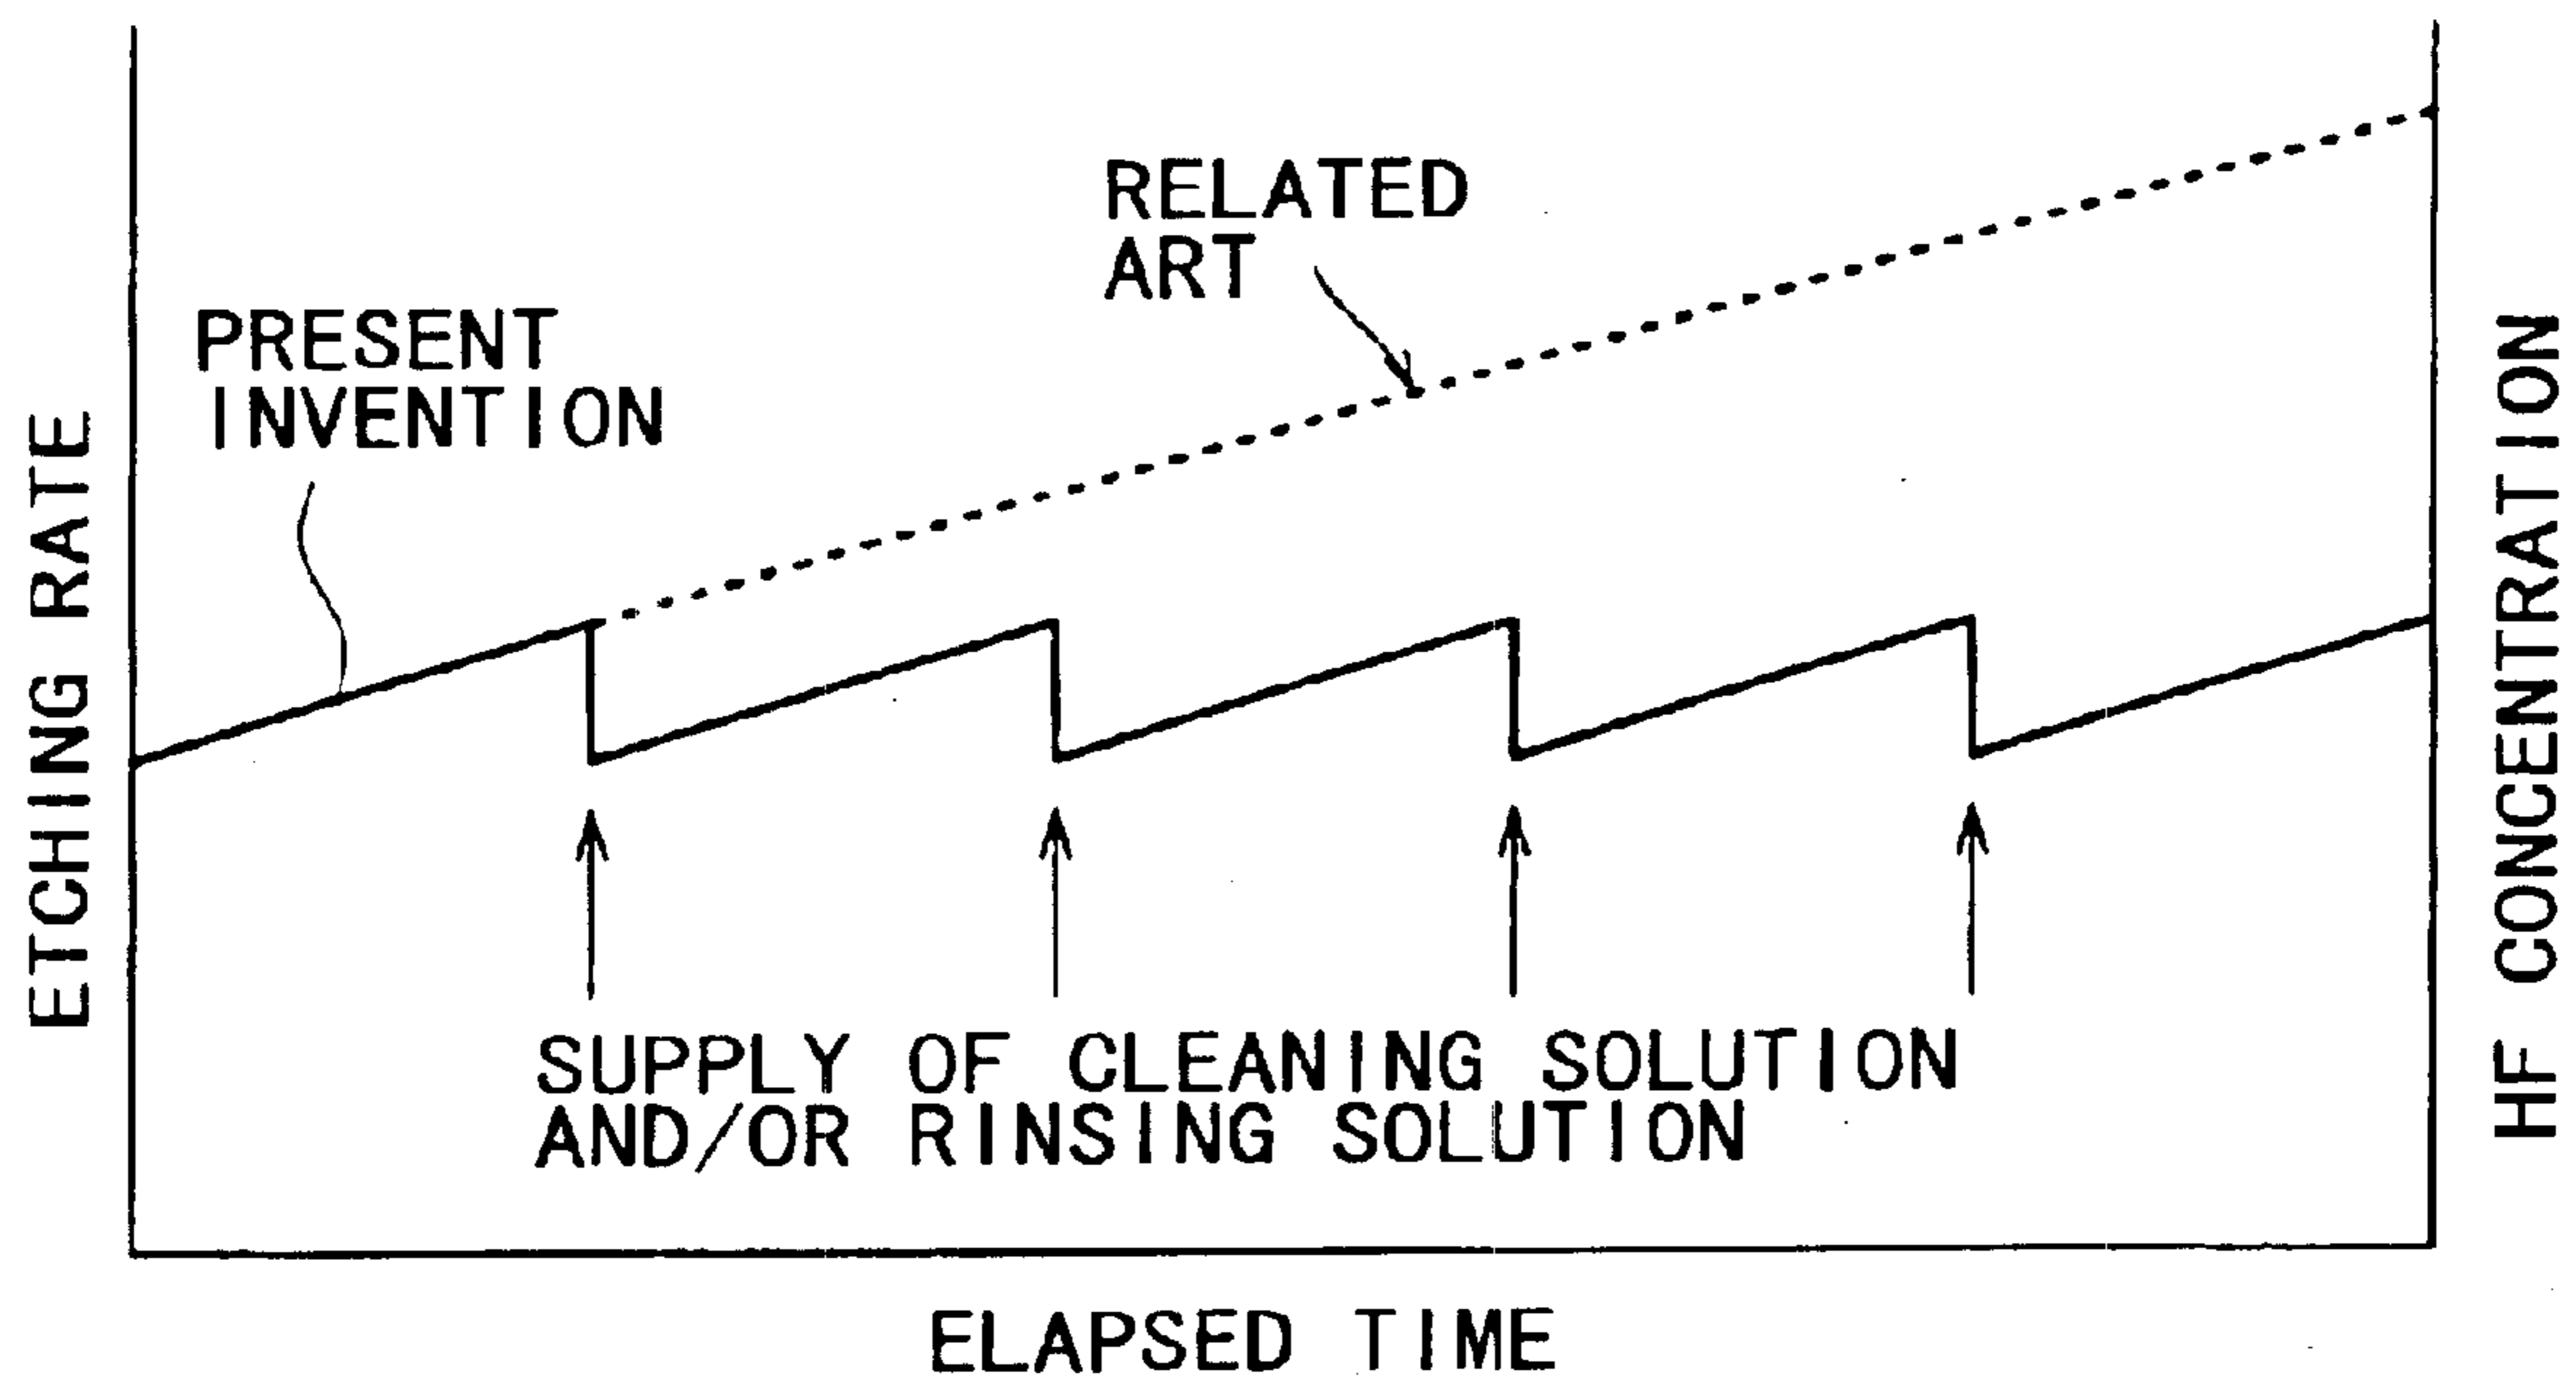 RELATED
ART
PRESENT
INVENTION
ETCHING RATE
HF CONCENTRATION
SUPPLY OF CLEANING SOLUTION
AND/OR RINSING SOLUTION
ELAPSED TIME